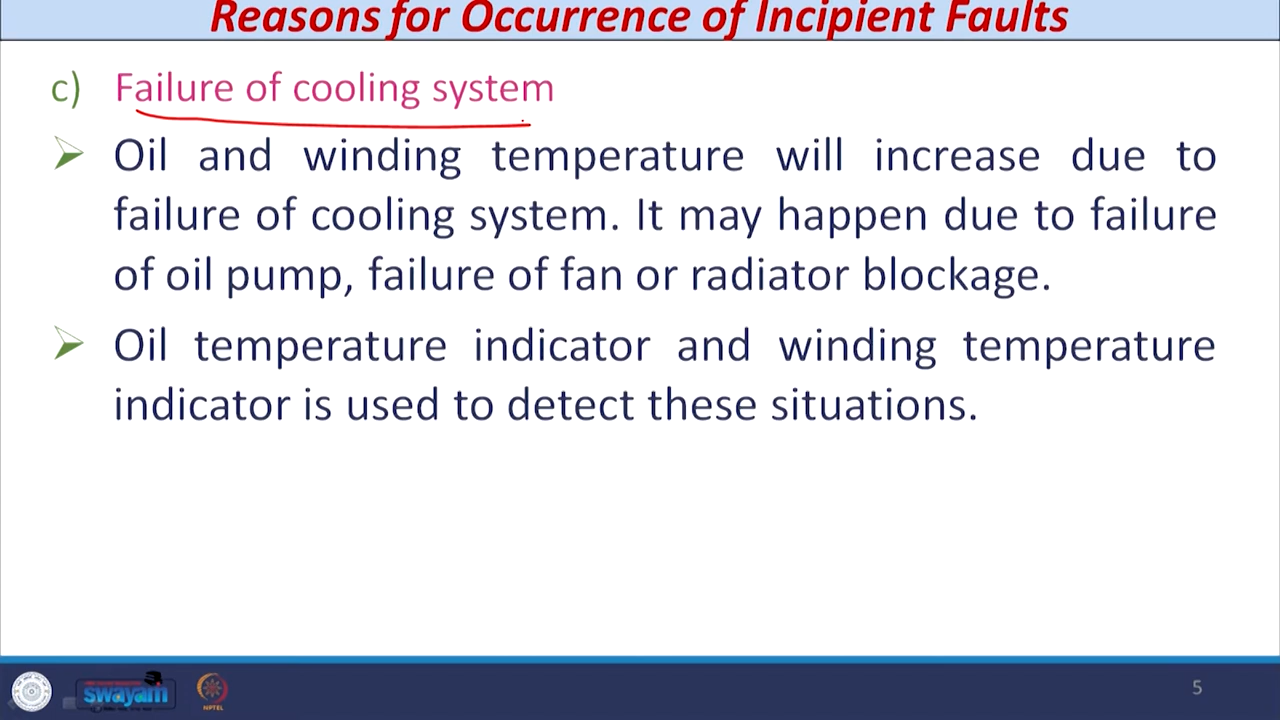 Reasons for Occurrence of Incipient Faults
c) Failure of cooling system
Oil and winding temperature will increase due to
failure of cooling system. It may happen due to failure
of oil pump, failure of fan or radiator blockage.
Oil temperature indicator and winding temperature
indicator is used to detect these situations.
swayam
NPTEL
5